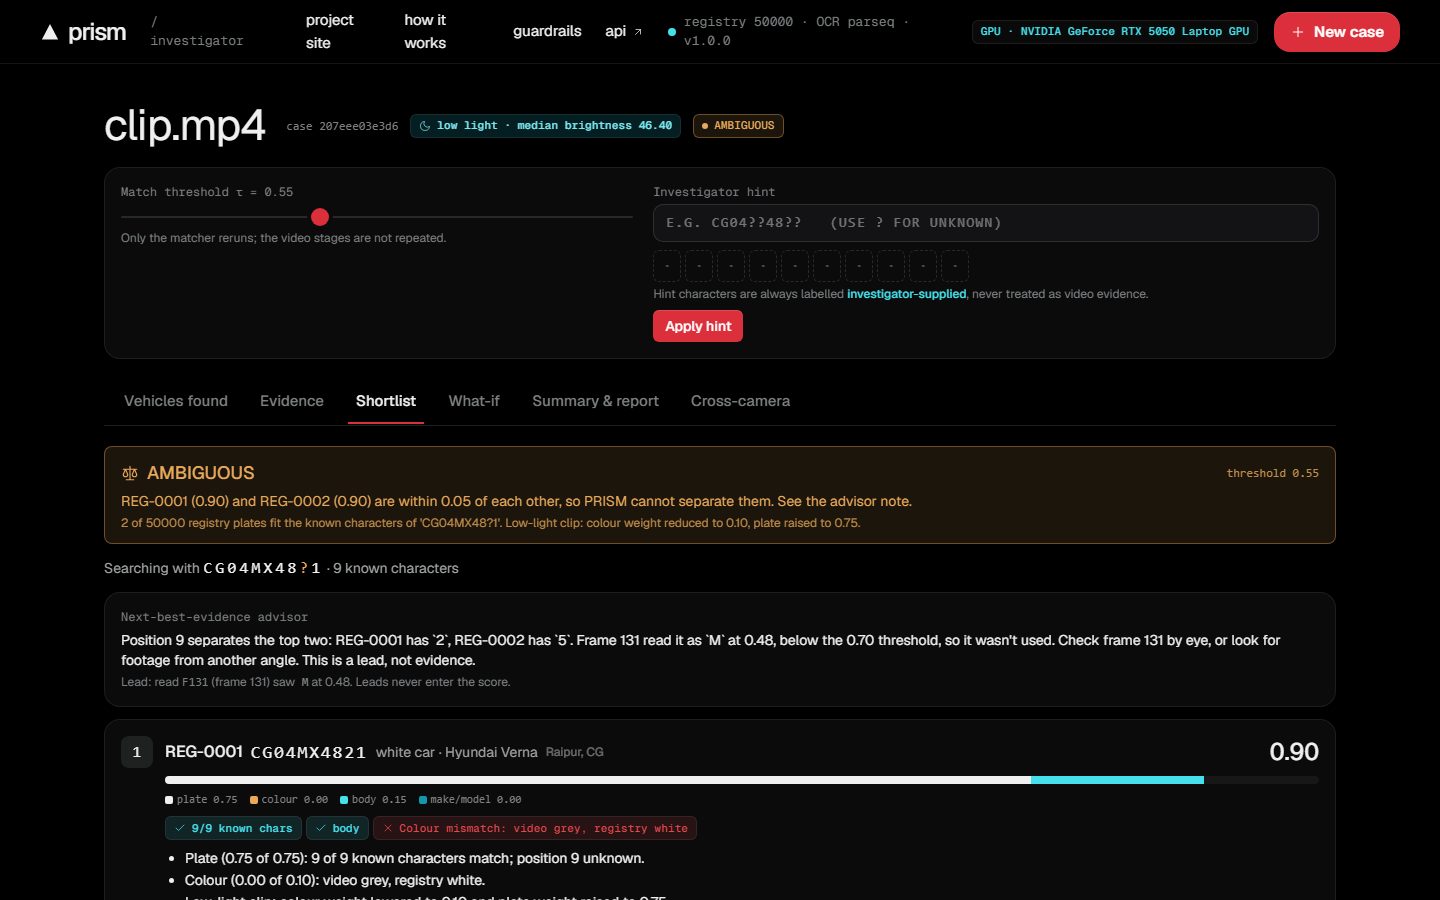 prism
/ investigator
project site
how it works
guardrails
api ↗
registry 50000 · OCR parseq · v1.0.0
GPU · NVIDIA GeForce RTX 5050 Laptop GPU
+ New case
clip.mp4
case 207eee03e3d6
low light · median brightness 46.40
AMBIGUOUS
Match threshold τ = 0.55
Only the matcher reruns; the video stages are not repeated.
Investigator hint
E.G. CG04??48?? (USE ? FOR UNKNOWN)
- - - - - - - - - -
Hint characters are always labelled investigator-supplied, never treated as video evidence.
Apply hint
Vehicles found Evidence Shortlist What-if Summary & report Cross-camera
AMBIGUOUS
threshold 0.55
REG-0001 (0.90) and REG-0002 (0.90) are within 0.05 of each other, so PRISM cannot separate them. See the advisor note.
2 of 50000 registry plates fit the known characters of 'CG04MX48?1'. Low-light clip: colour weight reduced to 0.10, plate raised to 0.75.
Searching with CG04MX48?1 · 9 known characters
Next-best-evidence advisor
Position 9 separates the top two: REG-0001 has `2`, REG-0002 has `5`. Frame 131 read it as `M` at 0.48, below the 0.70 threshold, so it wasn't used. Check frame 131 by eye, or look for
footage from another angle. This is a lead, not evidence.
Lead: read F131 (frame 131) saw M at 0.48. Leads never enter the score.
1 REG-0001 CG04MX4821 white car · Hyundai Verna Raipur, CG 0.90
plate 0.75 colour 0.00 body 0.15 make/model 0.00
✓ 9/9 known chars ✓ body × Colour mismatch: video grey, registry white
• Plate (0.75 of 0.75): 9 of 9 known characters match; position 9 unknown.
• Colour (0.00 of 0.10): video grey, registry white.